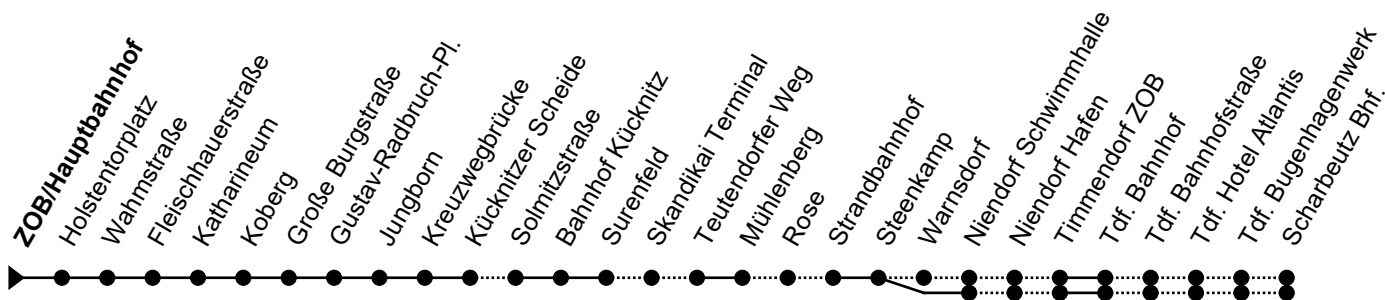 ZOB/Hauptbahnhof
Holstentorplatz
Wahmstraße
Fleischhauerstraße
Katharineum
Koberg
Große Burgstraße
Gustav-Radbruch-Pl.
Jungborn
Kreuzwegbrücke
Kücknitzer Scheide
Solmitzstraße
Bahnhof Kücknitz
Surenfeld
Skandikai Terminal
Teutendorfer Weg
Mühlenberg
Rose
Strandbahnhof
Steenkamp
Warnsdorf
Niendorf Schwimmhalle
Niendorf Hafen
Timmendorf ZOB
Tdf. Bahnhof
Tdf. Bahnhofstraße
Tdf. Hotel Atlantis
Tdf. Bugenhagenwerk
Scharbeutz Bhf.